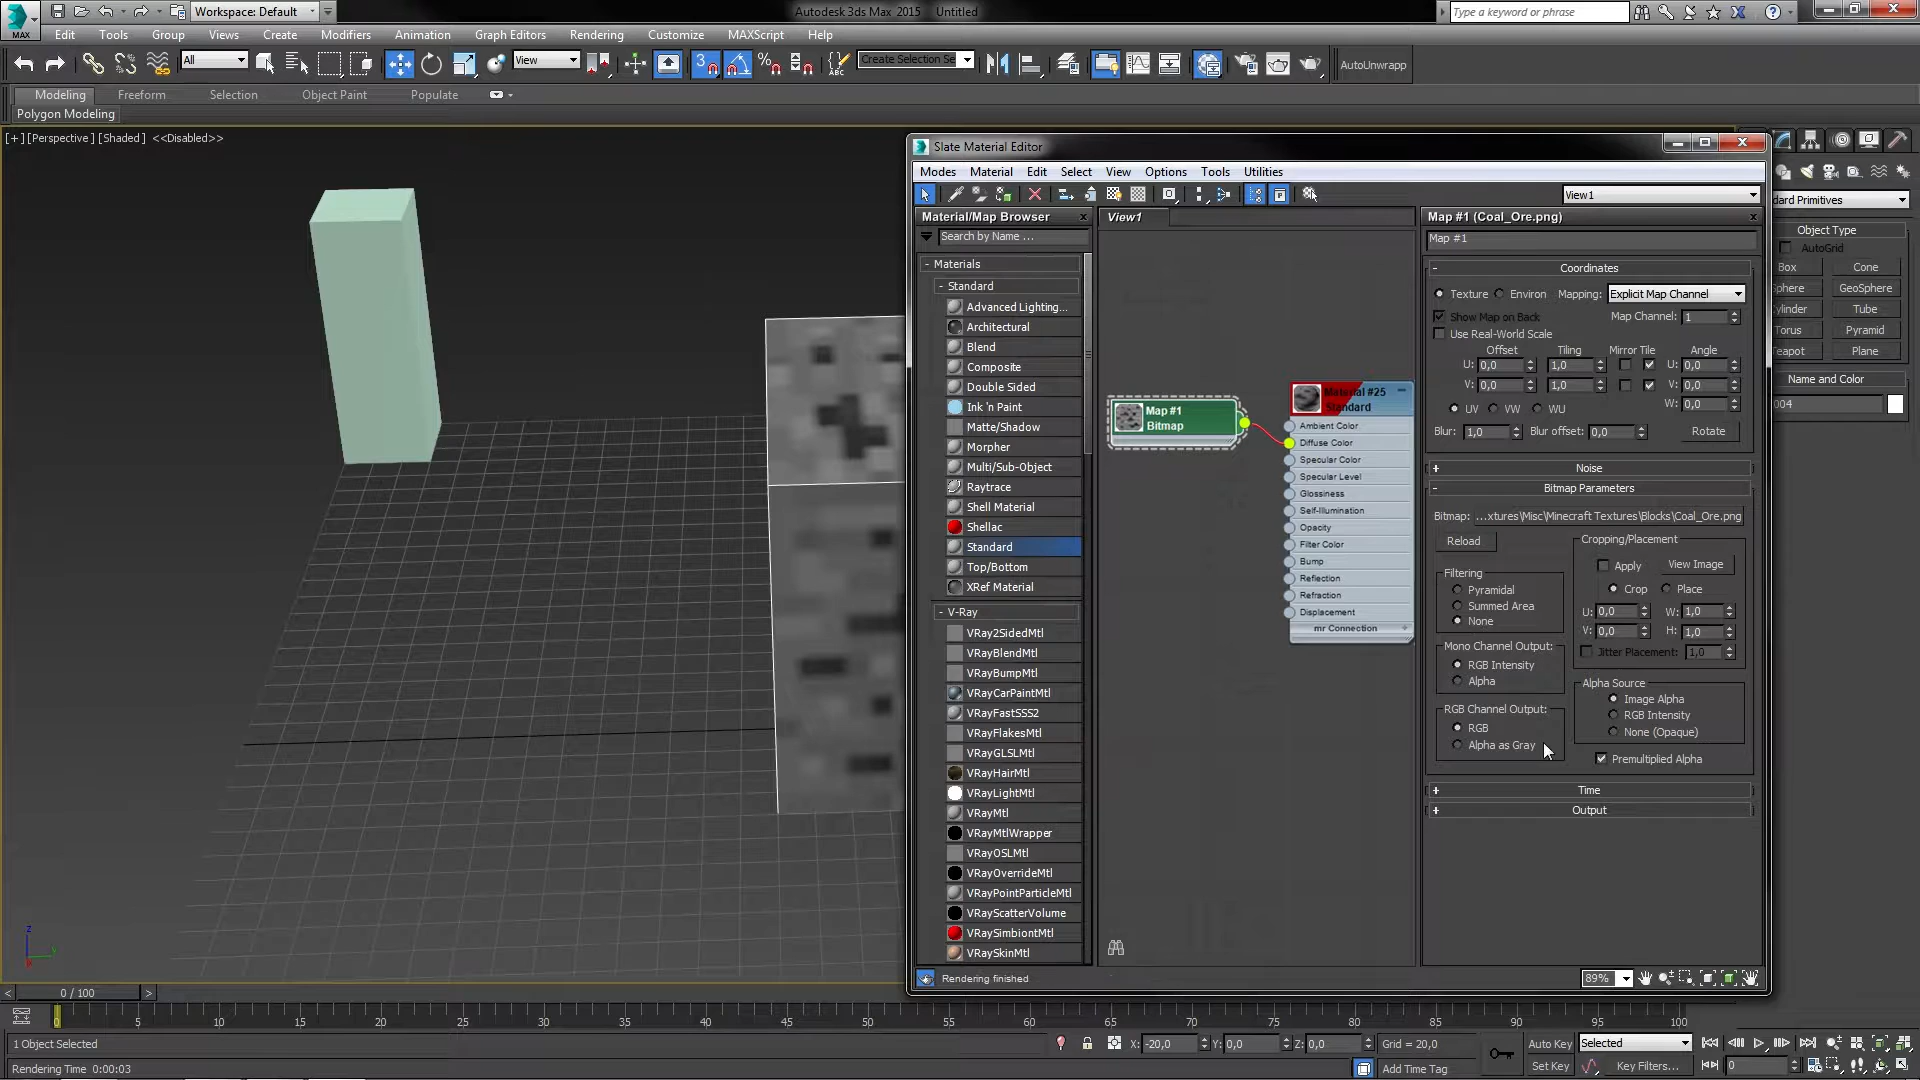 Workspace: Default
Autodesk 3ds Max 2015 Untitled
Type a keyword or phrase
MAX
Edit Tools Group Views Create Modifiers Animation Graph Editors Rendering Customize MAXScript Help
All
View
3
Create Selection Se
AutoUnwrapp
Modeling Freeform Selection Object Paint Populate
Polygon Modeling
[+] [Perspective ] [Shaded ] <<Disabled>>
Slate Material Editor
Modes Material Edit Select View Options Tools Utilities
View1
Material/Map Browser
Search by Name ...
- Materials
- Standard
Advanced Lighting...
Architectural
Blend
Composite
Double Sided
Ink 'n Paint
Matte/Shadow
Morpher
Multi/Sub-Object
Raytrace
Shell Material
Shellac
Standard
Top/Bottom
XRef Material
- V-Ray
VRay2SidedMtl
VRayBlendMtl
VRayBumpMtl
VRayCarPaintMtl
VRayFastSSS2
VRayFlakesMtl
VRayGLSLMtl
VRayHairMtl
VRayLightMtl
VRayMtl
VRayMtlWrapper
VRayOSLMtl
VRayOverrideMtl
VRayPointParticleMtl
VRayScatterVolume
VRaySimbiontMtl
VRaySkinMtl
Rendering finished
View1
Map #1
Bitmap
Material #25
Standard
Ambient Color
Diffuse Color
Specular Color
Specular Level
Glossiness
Self-Illumination
Opacity
Filter Color
Bump
Reflection
Refraction
Displacement
mr Connection +
Map #1 (Coal_Ore.png)
Map #1
- Coordinates
Texture Environ Mapping: Explicit Map Channel
Show Map on Back Map Channel: 1
Use Real-World Scale
Offset Tiling Mirror Tile Angle
U: 0,0 1,0 U: 0,0
V: 0,0 1,0 V: 0,0
UV VW WU W: 0,0
Blur: 1,0 Blur offset: 0,0 Rotate
+ Noise
- Bitmap Parameters
Bitmap: ...xtures\Misc\Minecraft Textures\Blocks\Coal_Ore.png
Reload
Cropping/Placement
Apply View Image
Crop Place
U: 0,0 W: 1,0
V: 0,0 H: 1,0
Jitter Placement: 1,0
Filtering
Pyramidal
Summed Area
None
Mono Channel Output:
RGB Intensity
Alpha
RGB Channel Output:
RGB
Alpha as Gray
Alpha Source
Image Alpha
RGB Intensity
None (Opaque)
Premultiplied Alpha
+ Time
+ Output
89%
dard Primitives
Object Type
AutoGrid
Box Cone
Sphere GeoSphere
ylinder Tube
Torus Pyramid
Teapot Plane
Name and Color
004
z
< 0 / 100 >
0 5 10 15 20 25 30 35 40 45 50 55 60 65 70 75 80 85 90 95 100
1 Object Selected
X: -20,0 Y: 0,0 Z: 0,0 Grid = 20,0
Auto Key Selected
Rendering Time 0:00:03
Add Time Tag
Set Key Key Filters...
0